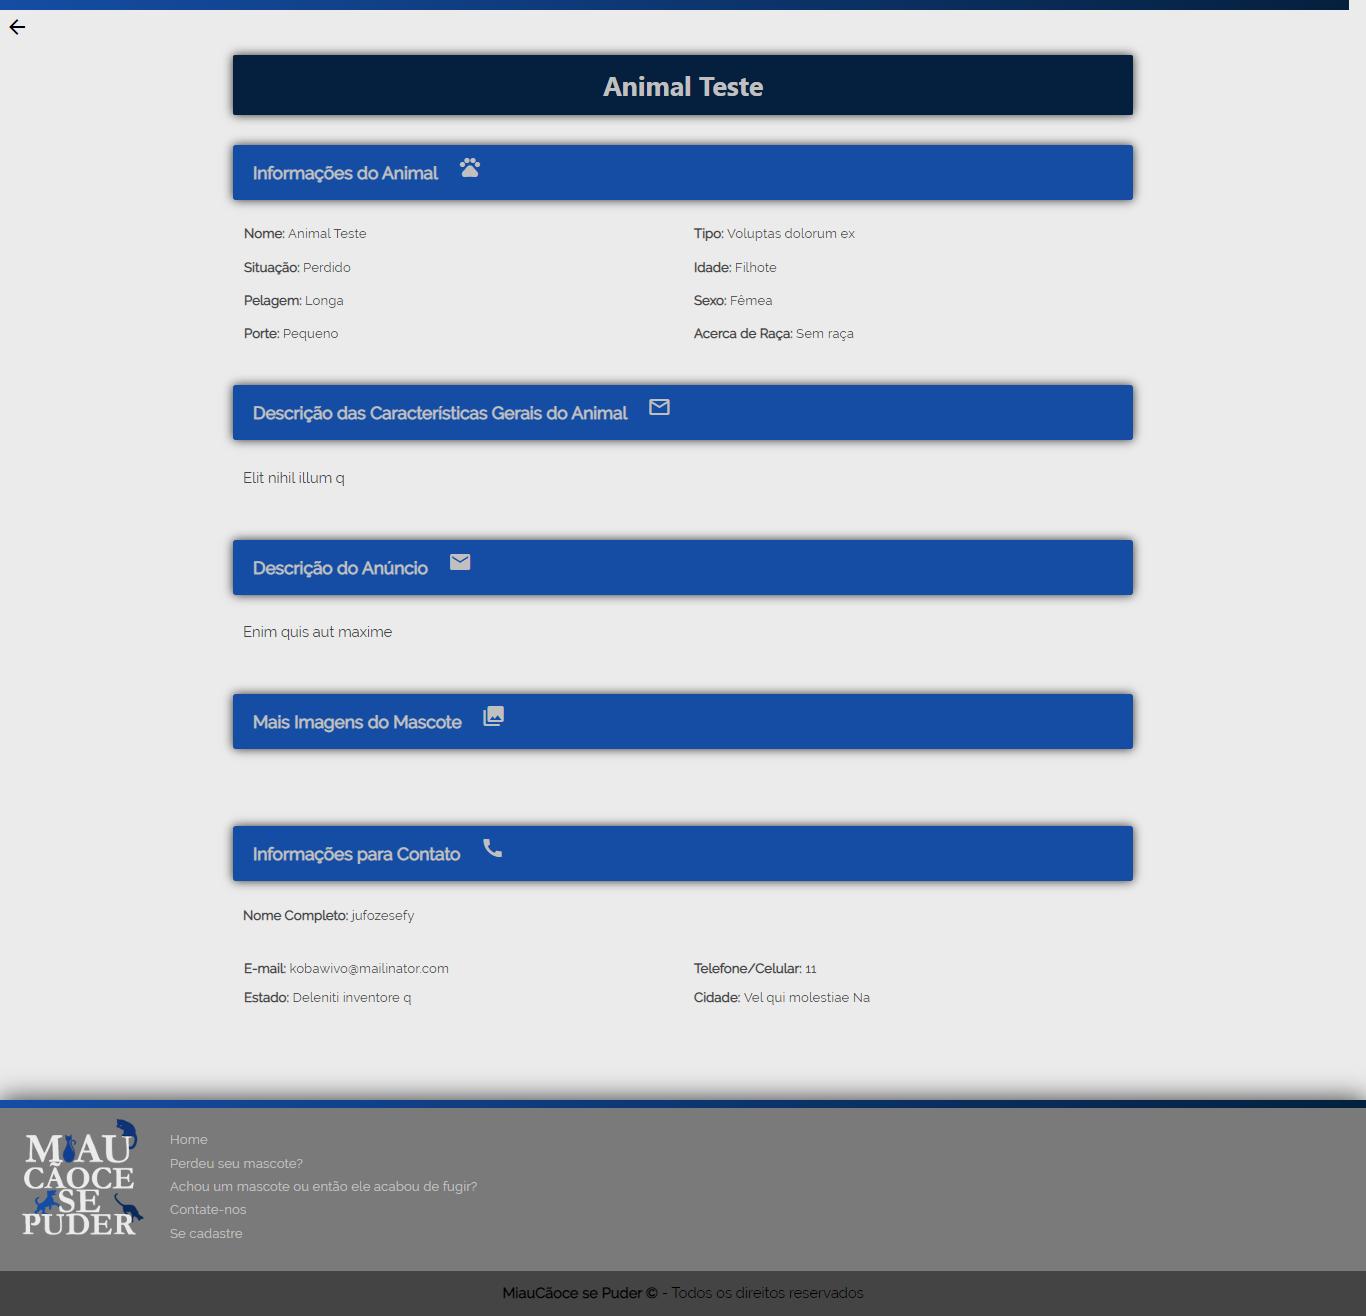 Animal Teste
Informações do Animal
Nome: Animal Teste
Tipo: Voluptas dolorum ex
Situação: Perdido
Idade: Filhote
Pelagem: Longa
Sexo: Fêmea
Porte: Pequeno
Acerca de Raça: Sem raça
Descrição das Características Gerais do Animal
Elit nihil illum q
Descrição do Anúncio
Enim quis aut maxime
Mais Imagens do Mascote
Informações para Contato
Nome Completo: jufozesefy
E-mail: kobawivo@mailinator.com
Telefone/Celular: 11
Estado: Deleniti inventore q
Cidade: Vel qui molestiae Na
MIAU
CÃOCE
SE
PUDER
Home
Perdeu seu mascote?
Achou um mascote ou então ele acabou de fugir?
Contate-nos
Se cadastre
MiauCãoce se Puder © - Todos os direitos reservados